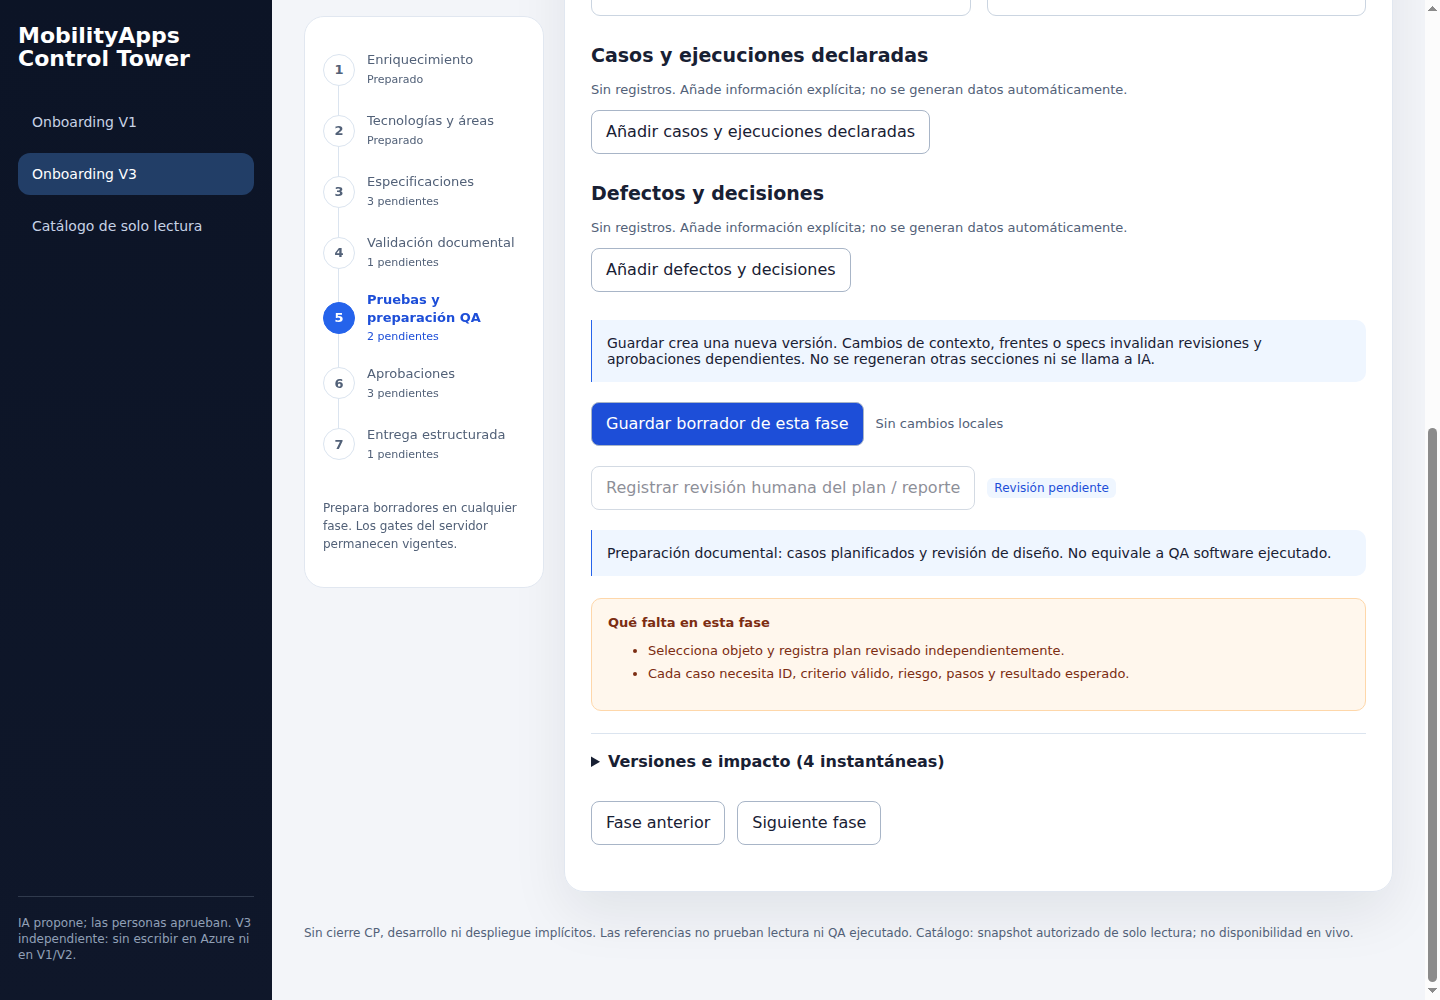 MobilityApps
Control Tower
Onboarding V1
Onboarding V3
Catálogo de solo lectura
IA propone; las personas aprueban. V3
independiente: sin escribir en Azure ni
en V1/V2.
1
Enriquecimiento
Preparado
2
Tecnologías y áreas
Preparado
3
Especificaciones
3 pendientes
4
Validación documental
1 pendientes
5
Pruebas y
preparación QA
2 pendientes
6
Aprobaciones
3 pendientes
7
Entrega estructurada
1 pendientes
Prepara borradores en cualquier
fase. Los gates del servidor
permanecen vigentes.
Casos y ejecuciones declaradas
Sin registros. Añade información explícita; no se generan datos automáticamente.
Añadir casos y ejecuciones declaradas
Defectos y decisiones
Sin registros. Añade información explícita; no se generan datos automáticamente.
Añadir defectos y decisiones
Guardar crea una nueva versión. Cambios de contexto, frentes o specs invalidan revisiones y
aprobaciones dependientes. No se regeneran otras secciones ni se llama a IA.
Guardar borrador de esta fase
Sin cambios locales
Registrar revisión humana del plan / reporte
Revisión pendiente
Preparación documental: casos planificados y revisión de diseño. No equivale a QA software ejecutado.
Qué falta en esta fase
• Selecciona objeto y registra plan revisado independientemente.
• Cada caso necesita ID, criterio válido, riesgo, pasos y resultado esperado.
Versiones e impacto (4 instantáneas)
Fase anterior
Siguiente fase
Sin cierre CP, desarrollo ni despliegue implícitos. Las referencias no prueban lectura ni QA ejecutado. Catálogo: snapshot autorizado de solo lectura; no disponibilidad en vivo.